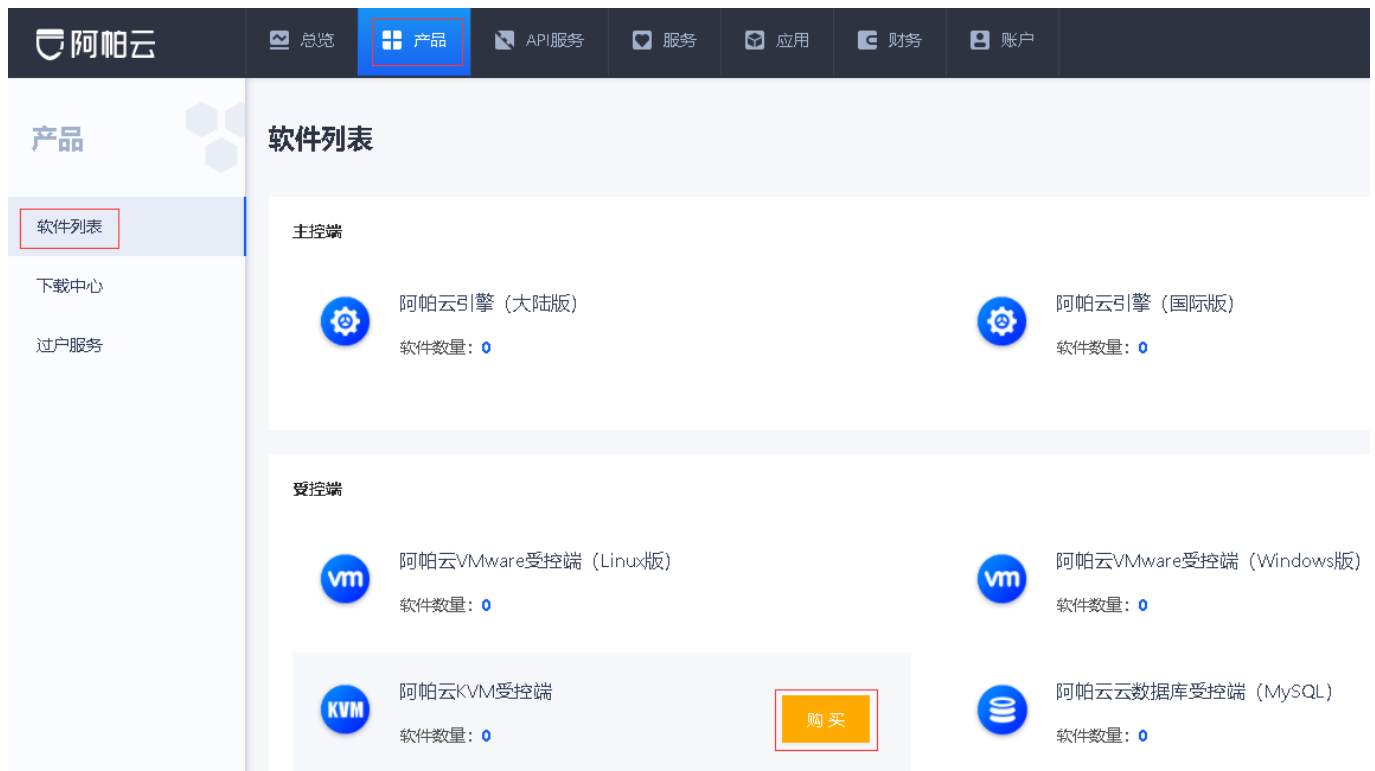 阿帕云
总览
产品
API服务
服务
应用
财务
账户
产品
软件列表
下载中心
过户服务
软件列表
主控端
阿帕云引擎（大陆版）
软件数量：0
阿帕云引擎（国际版）
软件数量：0
受控端
vm
阿帕云VMware受控端（Linux版）
软件数量：0
vm
阿帕云VMware受控端（Windows版）
软件数量：0
KVM
阿帕云KVM受控端
软件数量：0
购买
阿帕云云数据库受控端（MySQL）
软件数量：0